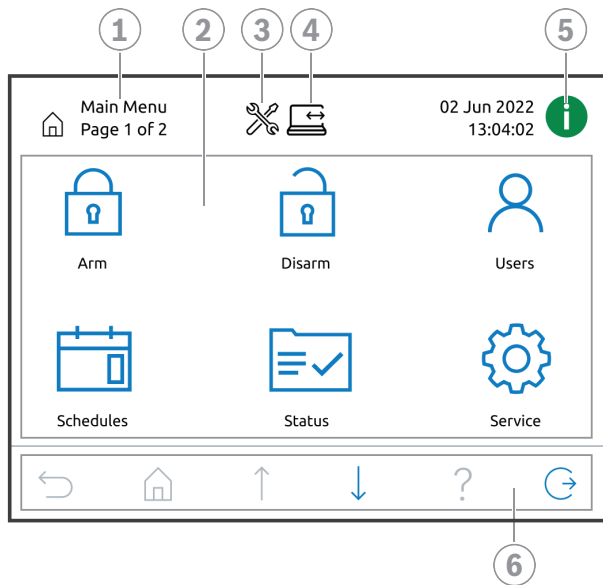 1 2 3 4 5
Main Menu
Page 1 of 2
02 Jun 2022
13:04:02
i
Arm Disarm Users
Schedules Status Service
?
6